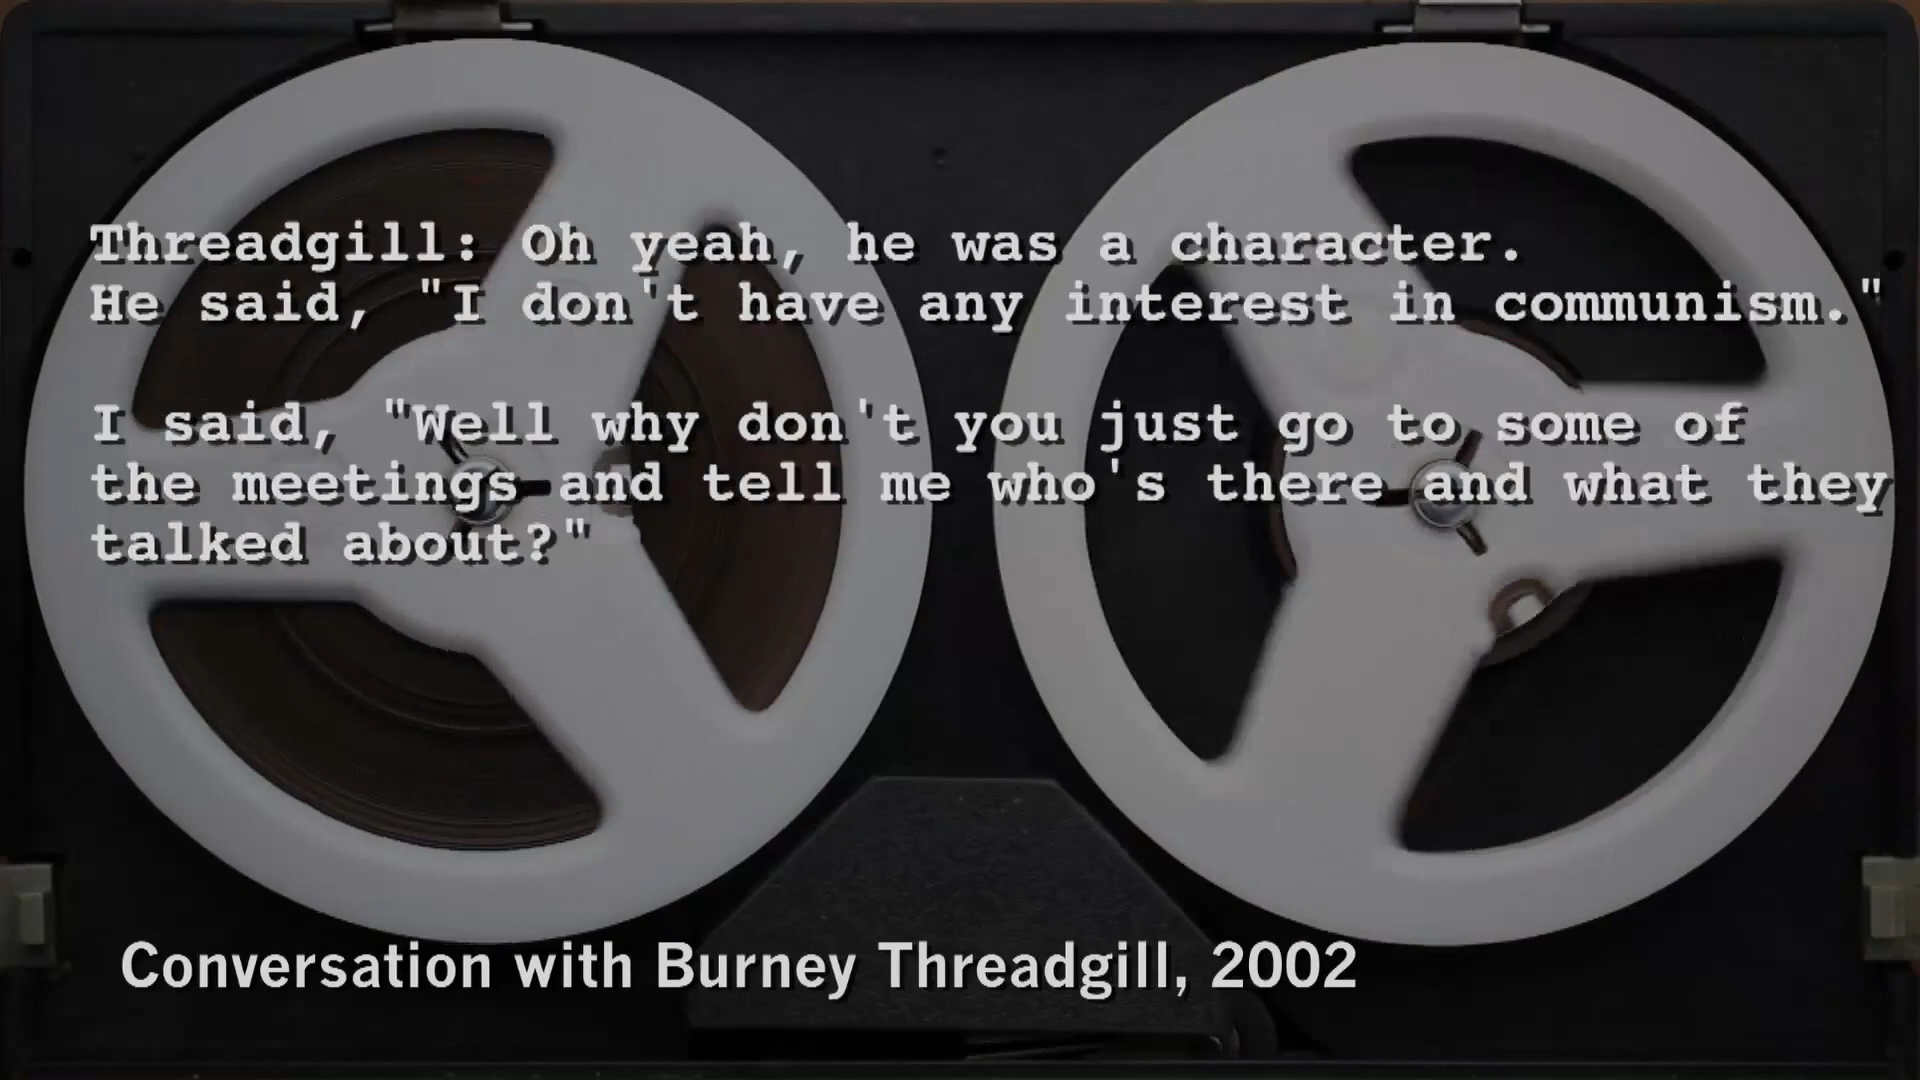 Threadgill: Oh yeah, he was a character.
He said, "I don't have any interest in communism."
I said, "Well why don't you just go to some of
the meetings and tell me who's there and what they
talked about?"
Conversation with Burney Threadgill, 2002